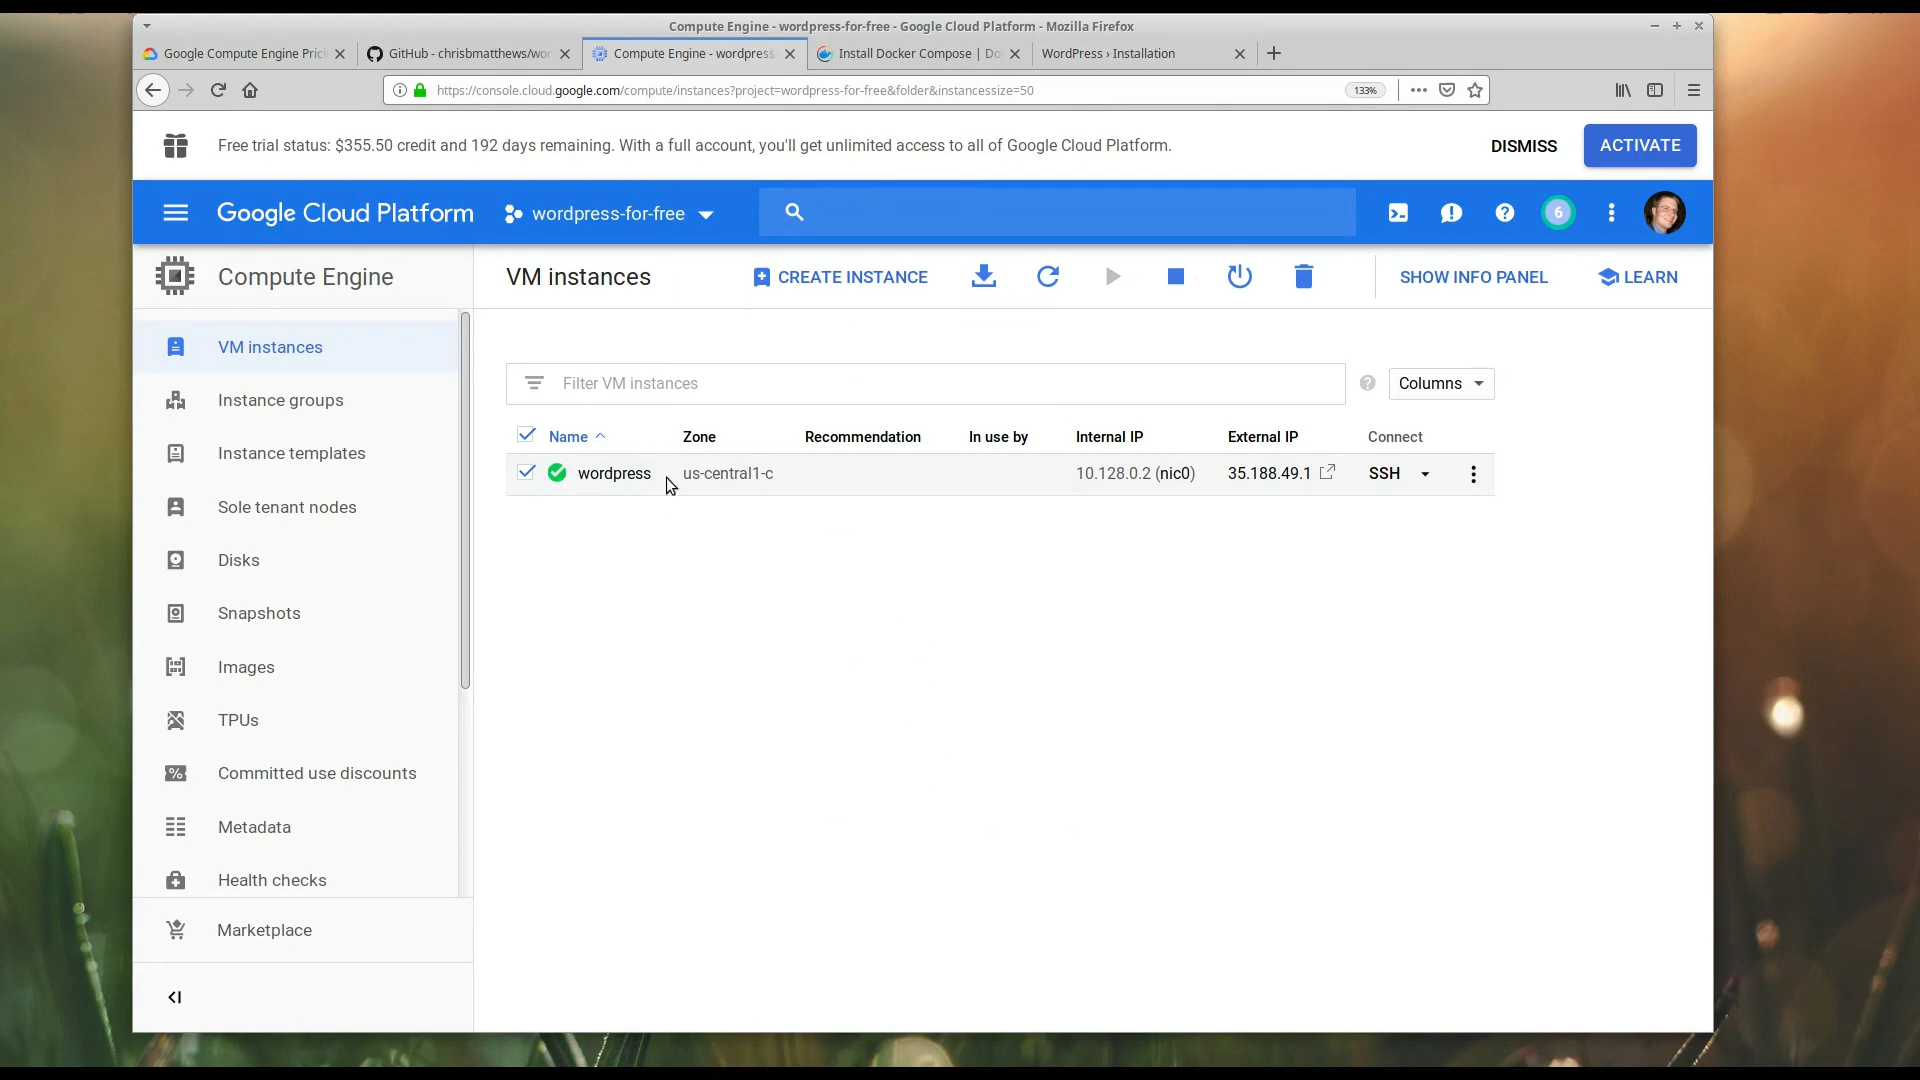 Compute Engine - wordpress-for-free - Google Cloud Platform - Mozilla Firefox
Google Compute Engine Prici
GitHub - chrisbmatthews/wor
Compute Engine - wordpress-
Install Docker Compose | Do
WordPress › Installation
https://console.cloud.google.com/compute/instances?project=wordpress-for-free&folder&instancessize=50
133%
Free trial status: $355.50 credit and 192 days remaining. With a full account, you'll get unlimited access to all of Google Cloud Platform.
DISMISS
ACTIVATE
Google Cloud Platform
wordpress-for-free
6
Compute Engine
VM instances
CREATE INSTANCE
SHOW INFO PANEL
LEARN
VM instances
Instance groups
Instance templates
Sole tenant nodes
Disks
Snapshots
Images
TPUs
Committed use discounts
Metadata
Health checks
Marketplace
Filter VM instances
Columns
Name Zone Recommendation In use by Internal IP External IP Connect
wordpress us-central1-c 10.128.0.2 (nic0) 35.188.49.1 SSH